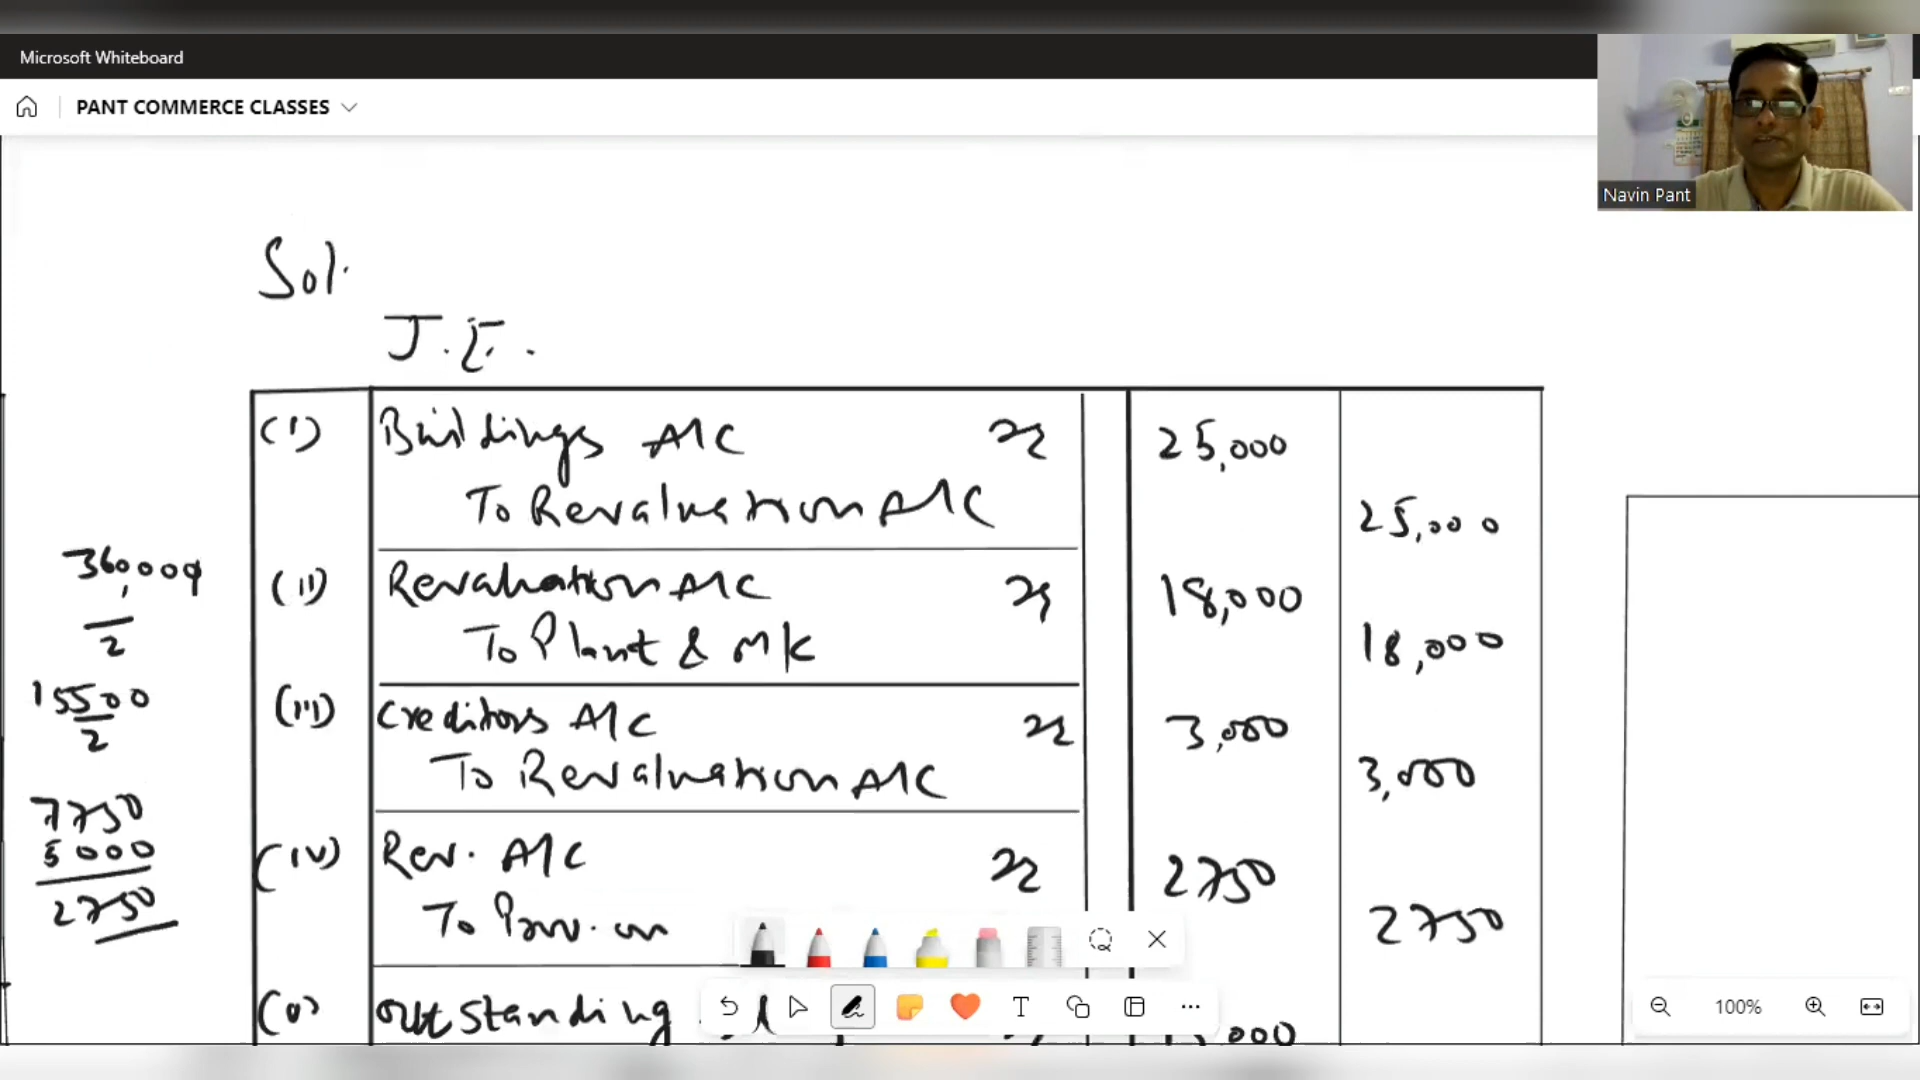 Microsoft Whiteboard
PANT COMMERCE CLASSES
Navin Pant
Sol.
J.E.
(i) Buildings A/C Dr 25,000
To Revaluation A/C 25,000
(ii) Revaluation A/C Dr 18,000
To Plant & M/c 18,000
(iii) Creditors A/C Dr 3,000
To Revaluation A/C 3,000
(iv) Rev. A/C Dr 2750
To Prov. on 2750
(v) outstanding
360,000
2
15500
2
7750
5000
2750
100%